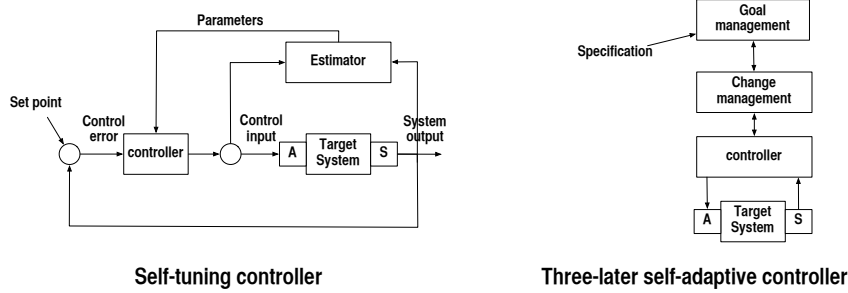 Parameters
Estimator
Set point
Control
error
controller
Control
input
A
Target
System
S
System
output
Self-tuning controller
Goal
management
Specification
Change
management
controller
A
Target
System
S
Three-later self-adaptive controller